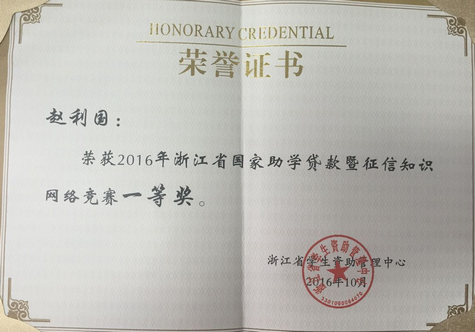 HONORARY CREDENTIAL
荣誉证书
赵利国：
荣获2016年浙江省国家助学贷款暨征信知识
网络竞赛一等奖。
浙江省学生资助管理中心
2016年10月